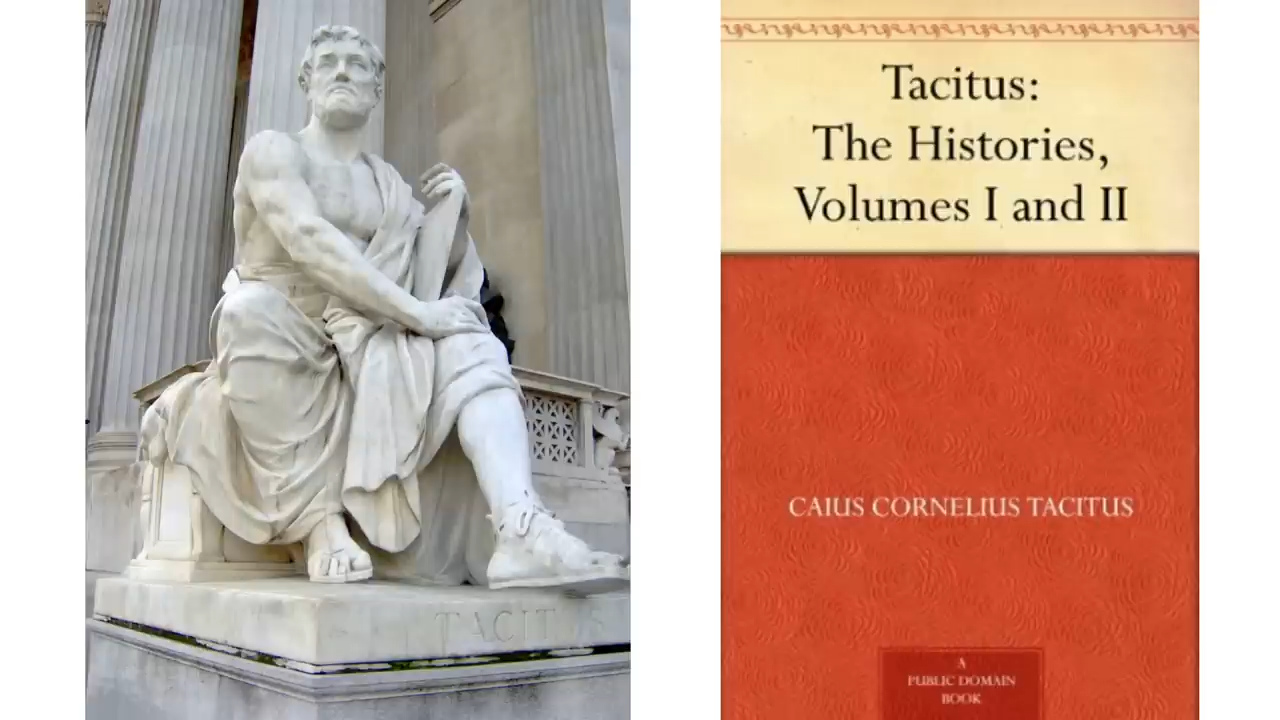 TACITUS
Tacitus:
The Histories,
Volumes I and II
CAIUS CORNELIUS TACITUS
A
PUBLIC DOMAIN
BOOK